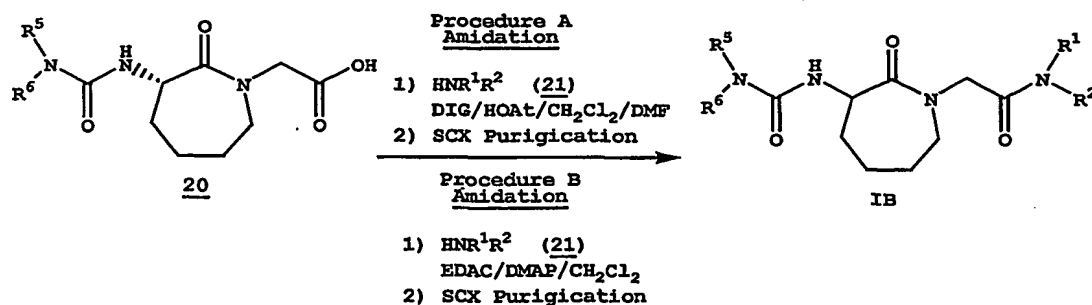 Procedure A
Amidation
1) HNR¹R² (21)
DIG/HOAt/CH₂Cl₂/DMF
2) SCX Purigication
Procedure B
Amidation
1) HNR¹R² (21)
EDAC/DMAP/CH₂Cl₂
2) SCX Purigication
R⁵
R⁶
N
O
H
N
O
N
OH
O
20
R⁵
R⁶
N
O
H
N
O
N
O
N
R¹
R²
IB